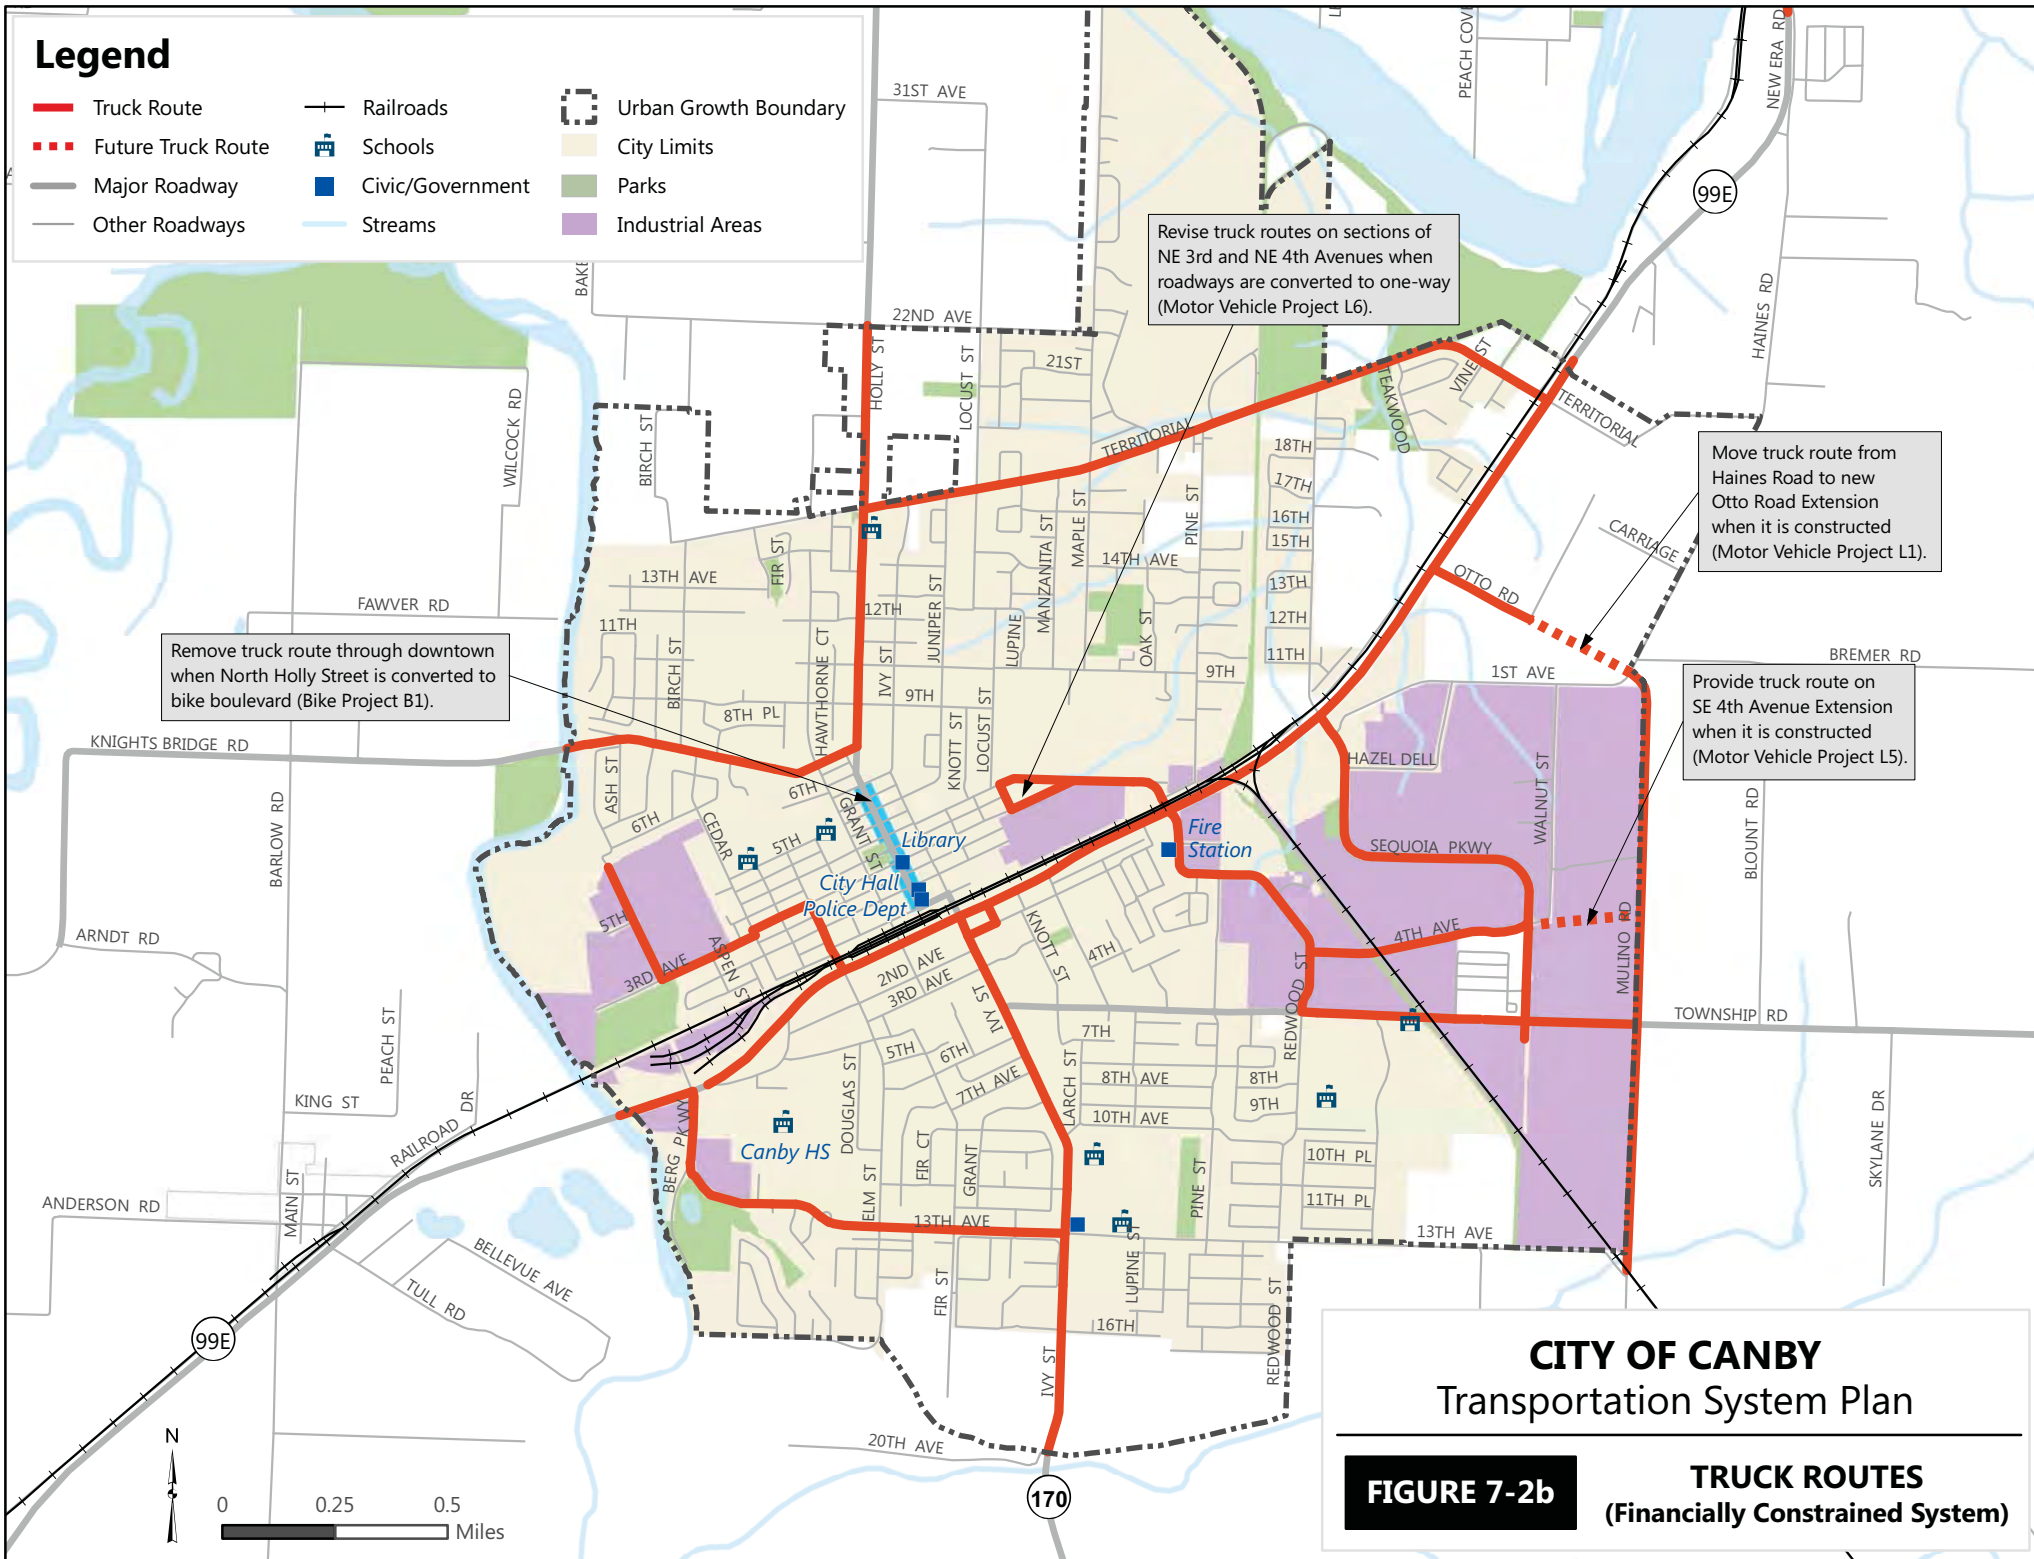 Legend
Truck Route
Future Truck Route
Major Roadway
Other Roadways
Railroads
Schools
Civic/Government
Streams
Urban Growth Boundary
City Limits
Parks
Industrial Areas
31ST AVE
PEACH COVE
NEW ERA RD
99E
Revise truck routes on sections of
NE 3rd and NE 4th Avenues when
roadways are converted to one-way
(Motor Vehicle Project L6).
22ND AVE
HOLLY ST
LOCUST ST
21ST
HAINES RD
VINE ST
TEAKWOOD
TERRITORIAL
TERRITORIAL
WILCOCK RD
BIRCH ST
18TH
17TH
16TH
15TH
13TH
12TH
11TH
Move truck route from
Haines Road to new
Otto Road Extension
when it is constructed
(Motor Vehicle Project L1).
CARRIAGE
OTTO RD
PINE ST
MAPLE ST
MANZANITA ST
14TH AVE
FIR ST
13TH AVE
JUNIPER ST
12TH
LUPINE
OAK ST
FAWVER RD
11TH
HAWTHORNE CT
IVY ST
BIRCH ST
Remove truck route through downtown
when North Holly Street is converted to
bike boulevard (Bike Project B1).
9TH
9TH
8TH PL
KNOTT ST
LOCUST ST
1ST AVE
BREMER RD
Provide truck route on
SE 4th Avenue Extension
when it is constructed
(Motor Vehicle Project L5).
KNIGHTS BRIDGE RD
BARLOW RD
ASH ST
6TH
6TH
CEDAR
5TH
GRANT ST
HAZEL DELL
WALNUT ST
BLOUNT RD
Library
Fire
Station
SEQUOIA PKWY
City Hall
Police Dept
5TH
3RD AVE
ASPEN ST
ARNDT RD
2ND AVE
3RD AVE
KNOTT ST
4TH
4TH AVE
MULINO RD
REDWOOD ST
IVY ST
TOWNSHIP RD
PEACH ST
7TH
5TH
6TH
7TH AVE
DOUGLAS ST
LARCH ST
8TH AVE
8TH
9TH
10TH AVE
KING ST
RAILROAD DR
BERG PKWY
Canby HS
FIR CT
GRANT
10TH PL
11TH PL
SKYLANE DR
PINE ST
ANDERSON RD
MAIN ST
ELM ST
13TH AVE
13TH AVE
BELLEVUE AVE
TULL RD
FIR ST
LUPINE ST
REDWOOD ST
16TH
99E
IVY ST
20TH AVE
170
N
0 0.25 0.5
Miles
CITY OF CANBY
Transportation System Plan
FIGURE 7-2b
TRUCK ROUTES
(Financially Constrained System)